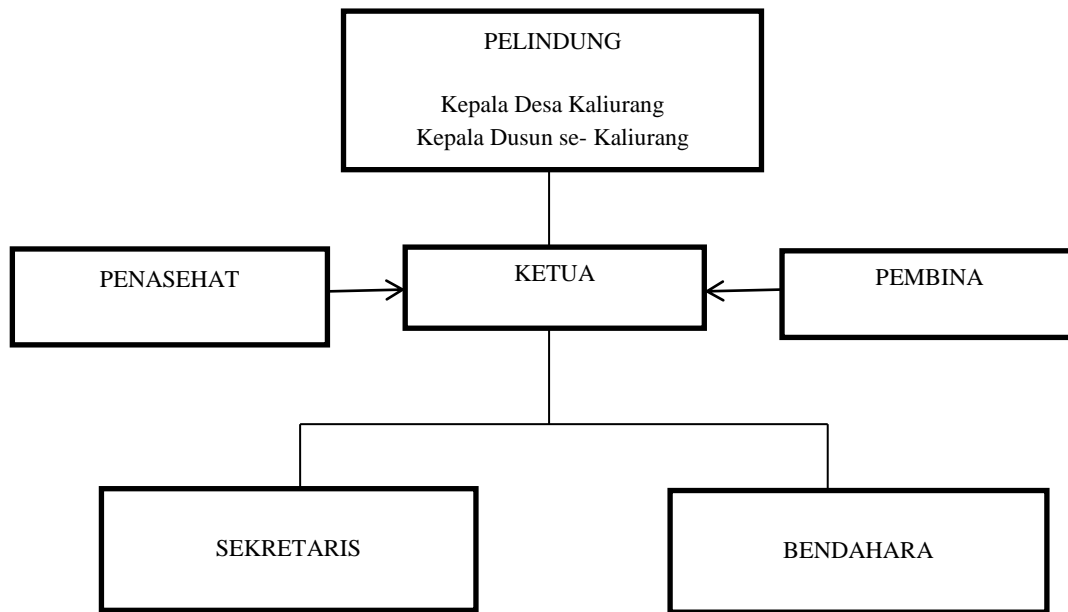 PELINDUNG
Kepala Desa Kaliurang
Kepala Dusun se- Kaliurang
PENASEHAT
KETUA
PEMBINA
SEKRETARIS
BENDAHARA